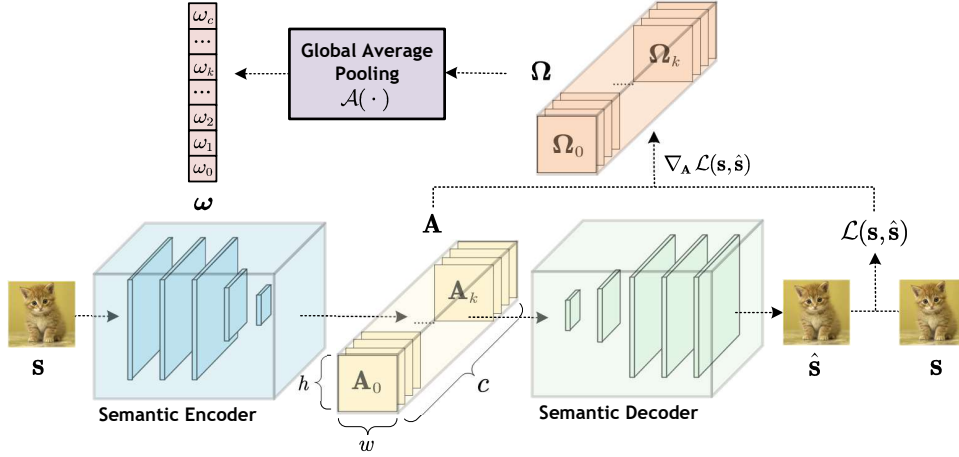 ω_c
...
ω_k
...
ω_2
ω_1
ω_0
ω
Global Average
Pooling
𝒜( · )
Ω
Ω_k
......
Ω_0
∇_A ℒ(s, ŝ)
A
ℒ(s, ŝ)
s
Semantic Encoder
A_k
......
A_0
h
w
c
Semantic Decoder
ŝ
s